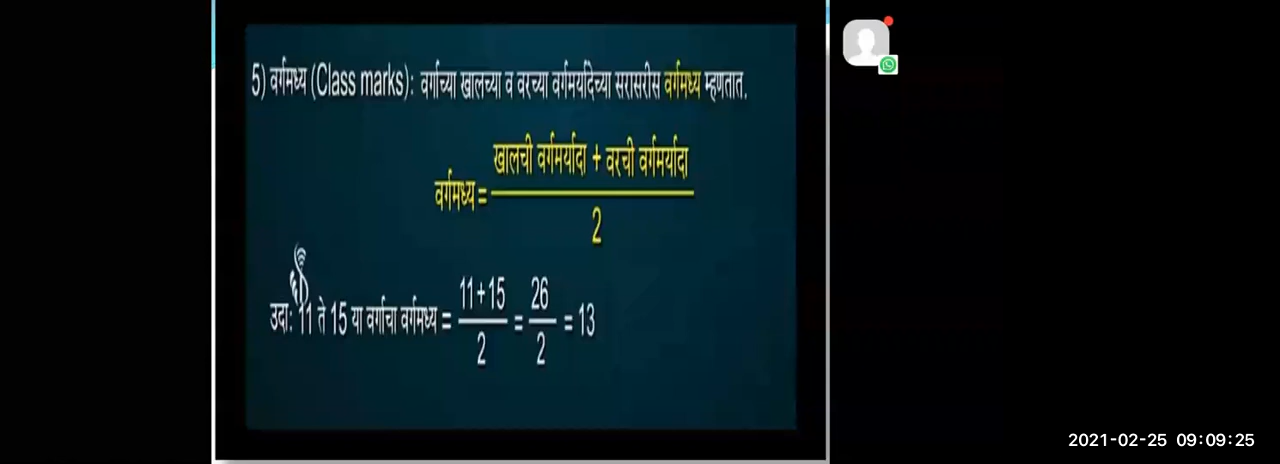 5) वर्गमध्य (Class marks): वर्गाच्या खालच्या व वरच्या वर्गमर्यादेच्या सरासरीस वर्गमध्य म्हणतात.
वर्गमध्य = खालची वर्गमर्यादा + वरची वर्गमर्यादा / 2
उदा: 11 ते 15 या वर्गाचा वर्गमध्य = 11+15 / 2 = 26 / 2 = 13
2021-02-25 09:09:25